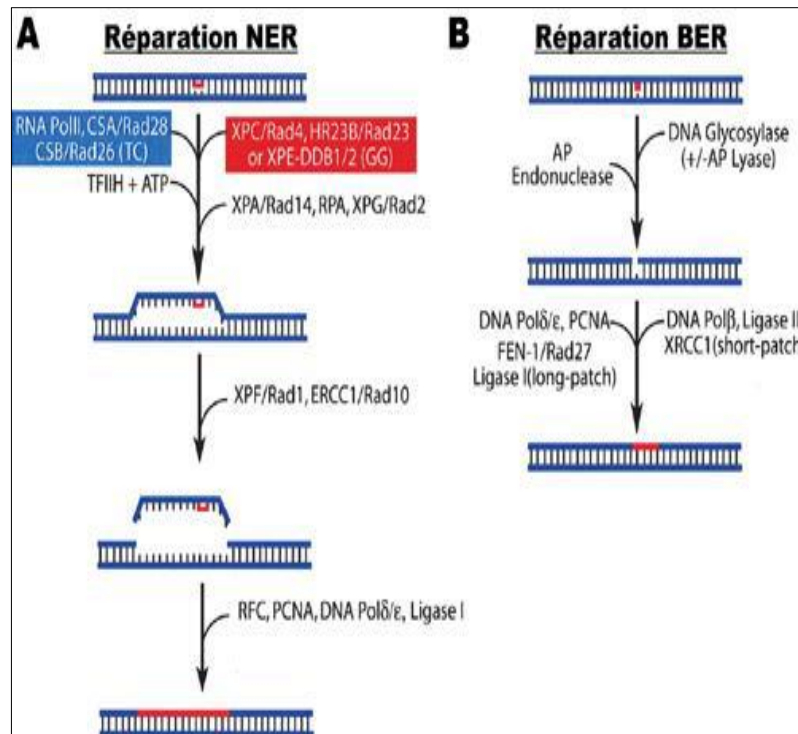 A
Réparation NER
RNA PolII, CSA/Rad28
CSB/Rad26 (TC)
XPC/Rad4, HR23B/Rad23
or XPE-DDB1/2 (GG)
TFIIH + ATP
XPA/Rad14, RPA, XPG/Rad2
XPF/Rad1, ERCC1/Rad10
RFC, PCNA, DNA Polδ/ε, Ligase I
B
Réparation BER
DNA Glycosylase
(+/-AP Lyase)
AP
Endonuclease
DNA Polδ/ε, PCNA
FEN-1/Rad27
Ligase I(long-patch)
DNA Polβ, Ligase II
XRCC1(short-patch